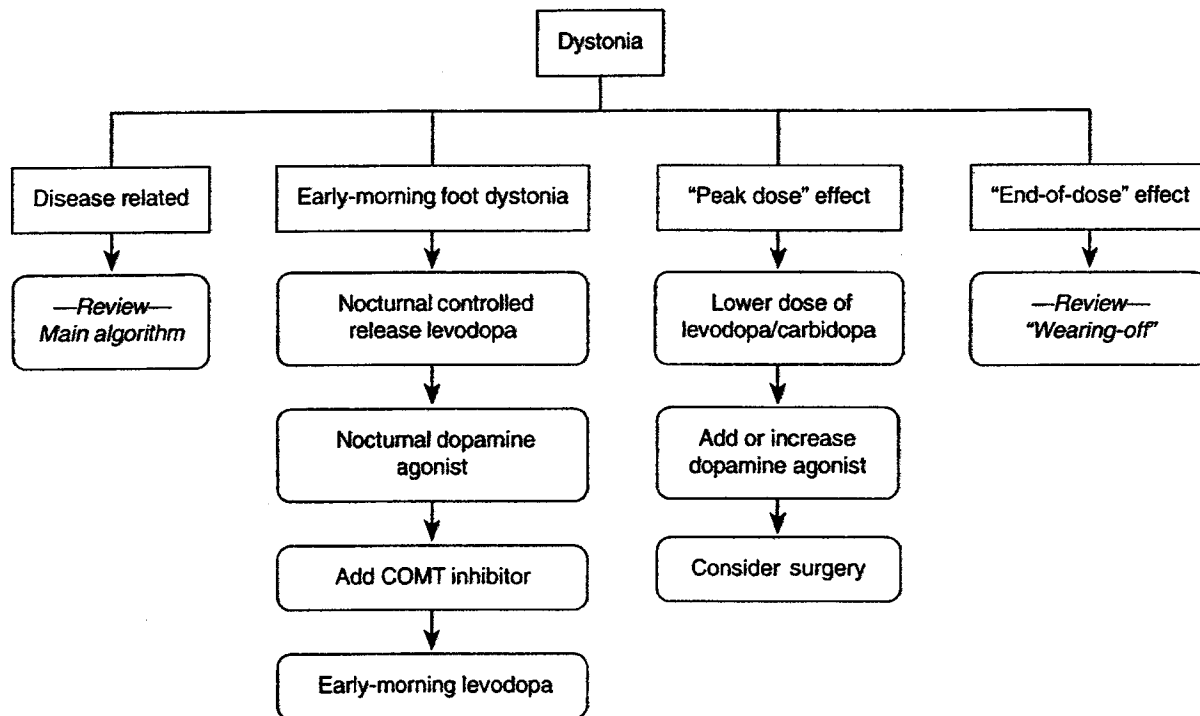 Dystonia
Disease related
Early-morning foot dystonia
“Peak dose” effect
“End-of-dose” effect
—Review—
Main algorithm
Nocturnal controlled
release levodopa
Lower dose of
levodopa/carbidopa
—Review—
“Wearing-off”
Nocturnal dopamine
agonist
Add or increase
dopamine agonist
Add COMT inhibitor
Consider surgery
Early-morning levodopa